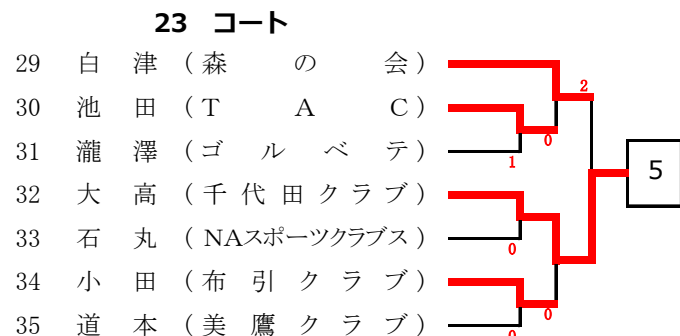 23 コート
29 白津 (森の会)
2
30 池田 (TAC)
0
31 瀧澤 (ゴルベテ)
1
5
32 大高 (千代田クラブ)
33 石丸 (NAスポーツクラブス)
0
34 小田 (布引クラブ)
0
35 道本 (美鷹クラブ)
0